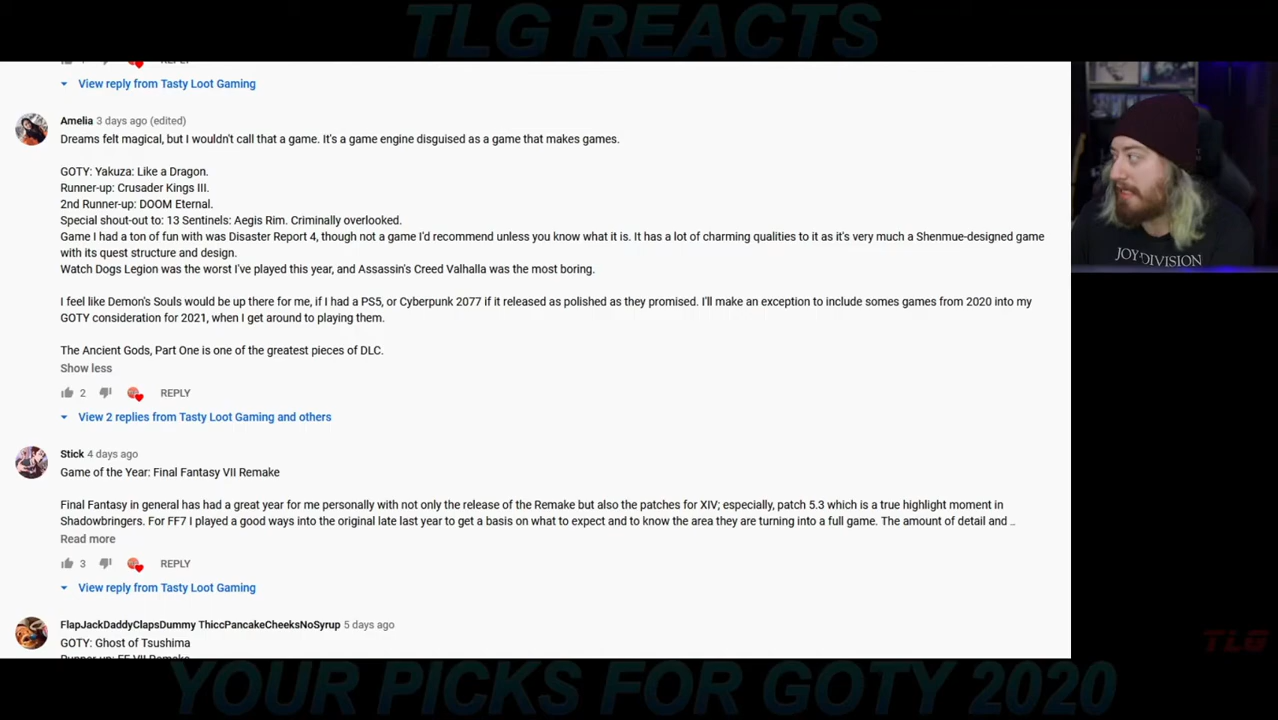 TLG REACTS
REPLY
View reply from Tasty Loot Gaming
Amelia 3 days ago (edited)
Dreams felt magical, but I wouldn't call that a game. It's a game engine disguised as a game that makes games.
GOTY: Yakuza: Like a Dragon.
Runner-up: Crusader Kings III.
2nd Runner-up: DOOM Eternal.
Special shout-out to: 13 Sentinels: Aegis Rim. Criminally overlooked.
Game I had a ton of fun with was Disaster Report 4, though not a game I'd recommend unless you know what it is. It has a lot of charming qualities to it as it's very much a Shenmue-designed game
with its quest structure and design.
Watch Dogs Legion was the worst I've played this year, and Assassin's Creed Valhalla was the most boring.
I feel like Demon's Souls would be up there for me, if I had a PS5, or Cyberpunk 2077 if it released as polished as they promised. I'll make an exception to include somes games from 2020 into my
GOTY consideration for 2021, when I get around to playing them.
The Ancient Gods, Part One is one of the greatest pieces of DLC.
Show less
2 REPLY
View 2 replies from Tasty Loot Gaming and others
Stick 4 days ago
Game of the Year: Final Fantasy VII Remake
Final Fantasy in general has had a great year for me personally with not only the release of the Remake but also the patches for XIV; especially, patch 5.3 which is a true highlight moment in
Shadowbringers. For FF7 I played a good ways into the original late last year to get a basis on what to expect and to know the area they are turning into a full game. The amount of detail and ...
Read more
3 REPLY
View reply from Tasty Loot Gaming
FlapJackDaddyClapsDummy ThiccPancakeCheeksNoSyrup 5 days ago
GOTY: Ghost of Tsushima
Runner-up: FF VII Remake
JOY DIVISION
TLG
YOUR PICKS FOR GOTY 2020